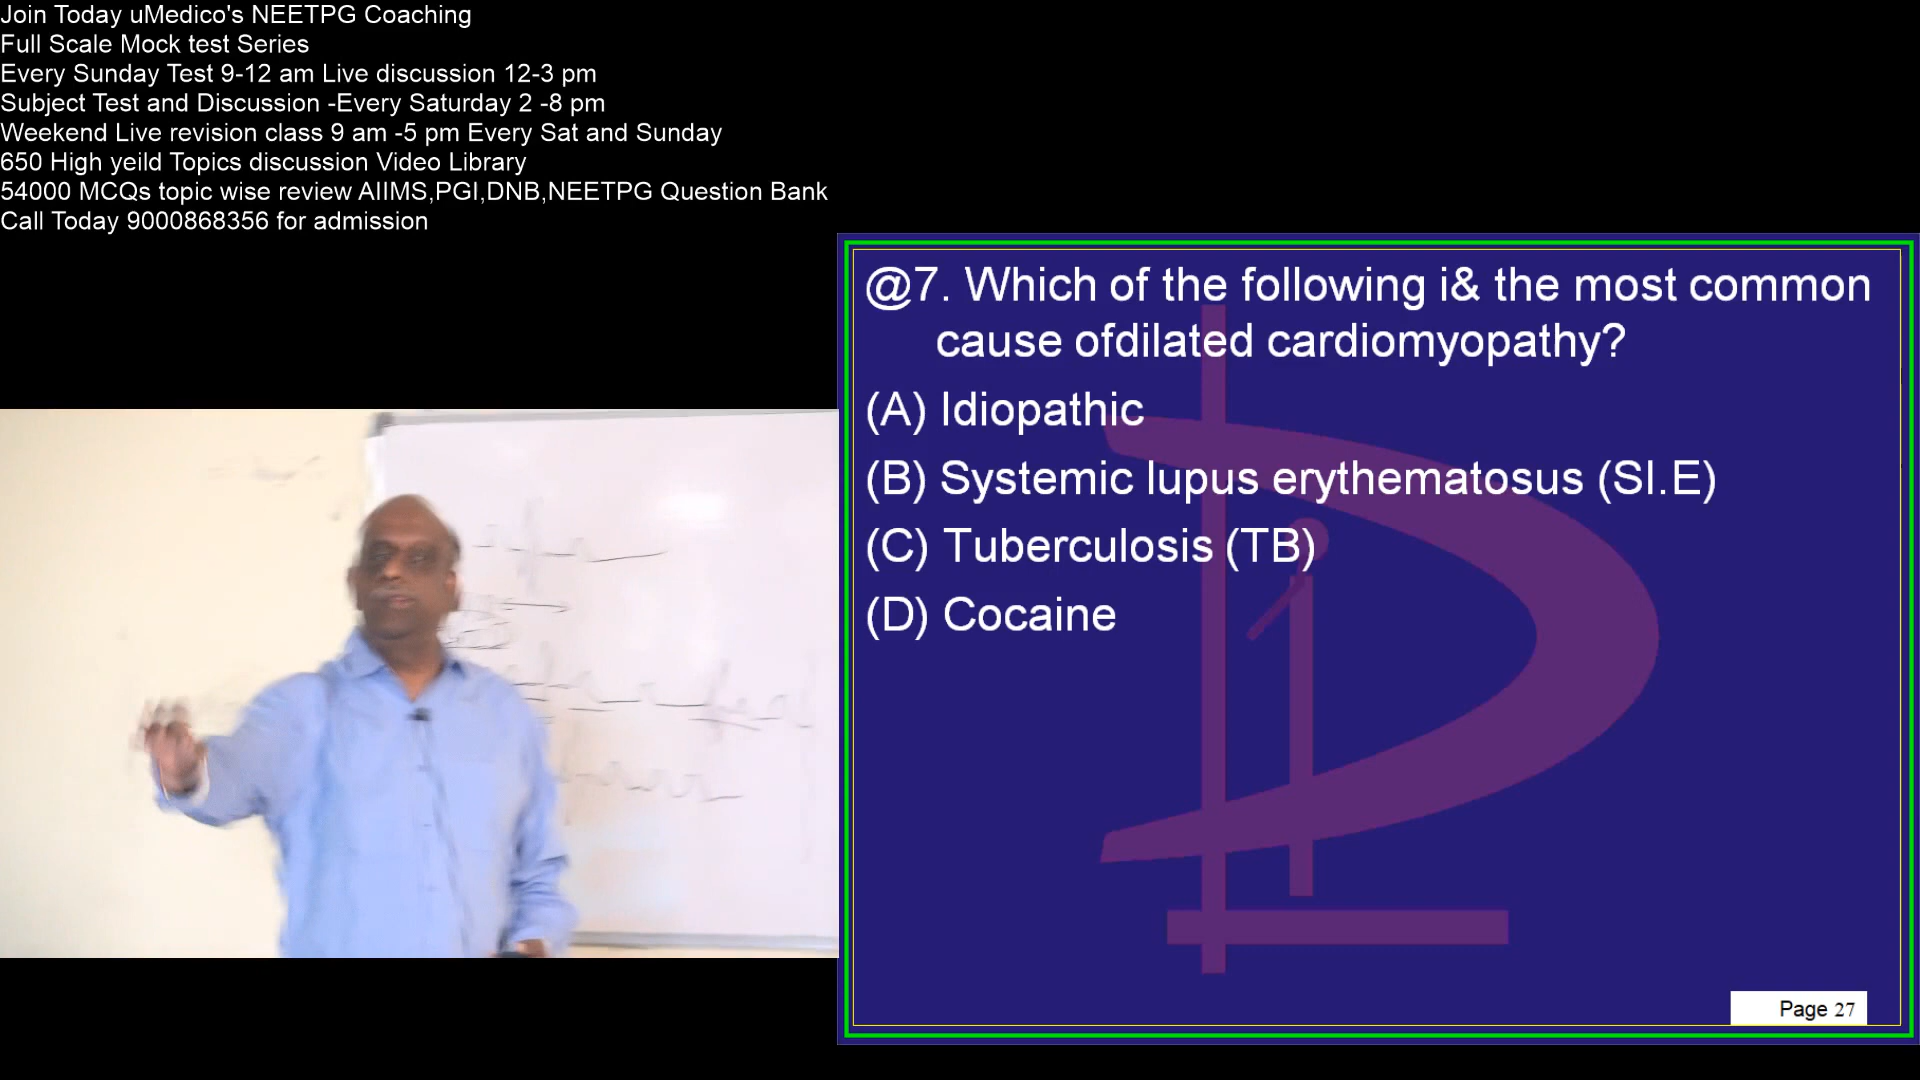 Join Today uMedico's NEETPG Coaching
Full Scale Mock test Series
Every Sunday Test 9-12 am Live discussion 12-3 pm
Subject Test and Discussion -Every Saturday 2 -8 pm
Weekend Live revision class 9 am -5 pm Every Sat and Sunday
650 High yeild Topics discussion Video Library
54000 MCQs topic wise review AIIMS,PGI,DNB,NEETPG Question Bank
Call Today 9000868356 for admission
@7. Which of the following i& the most common
cause ofdilated cardiomyopathy?
(A) Idiopathic
(B) Systemic lupus erythematosus (SI.E)
(C) Tuberculosis (TB)
(D) Cocaine
Page 27